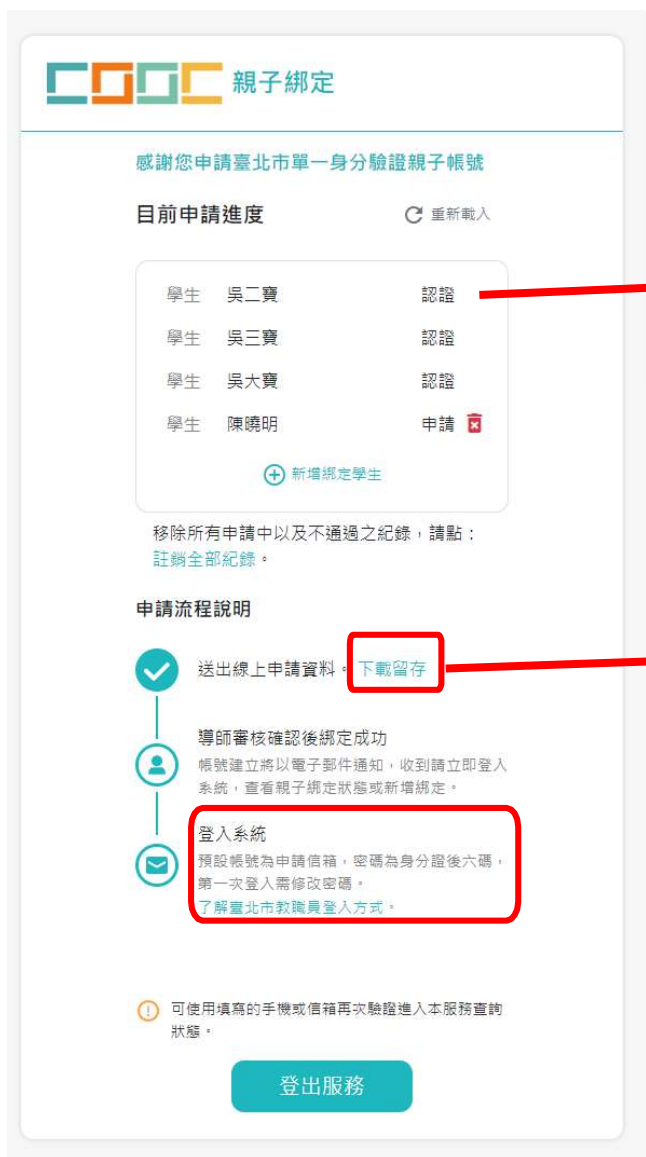 COOC 親子綁定
感謝您申請臺北市單一身分驗證親子帳號
目前申請進度 重新載入
學生 吳二寶 認證
學生 吳三寶 認證
學生 吳大寶 認證
學生 陳曉明 申請
新增綁定學生
移除所有申請中以及不通過之紀錄，請點：
註銷全部紀錄。
申請流程說明
送出線上申請資料。下載留存
導師審核確認後綁定成功
帳號建立將以電子郵件通知，收到請立即登入
系統，查看親子綁定狀態或新增綁定。
登入系統
預設帳號為申請信箱，密碼為身分證後六碼，
第一次登入需修改密碼。
了解臺北市教職員登入方式。
可使用填寫的手機或信箱再次驗證進入本服務查詢
狀態。
登出服務